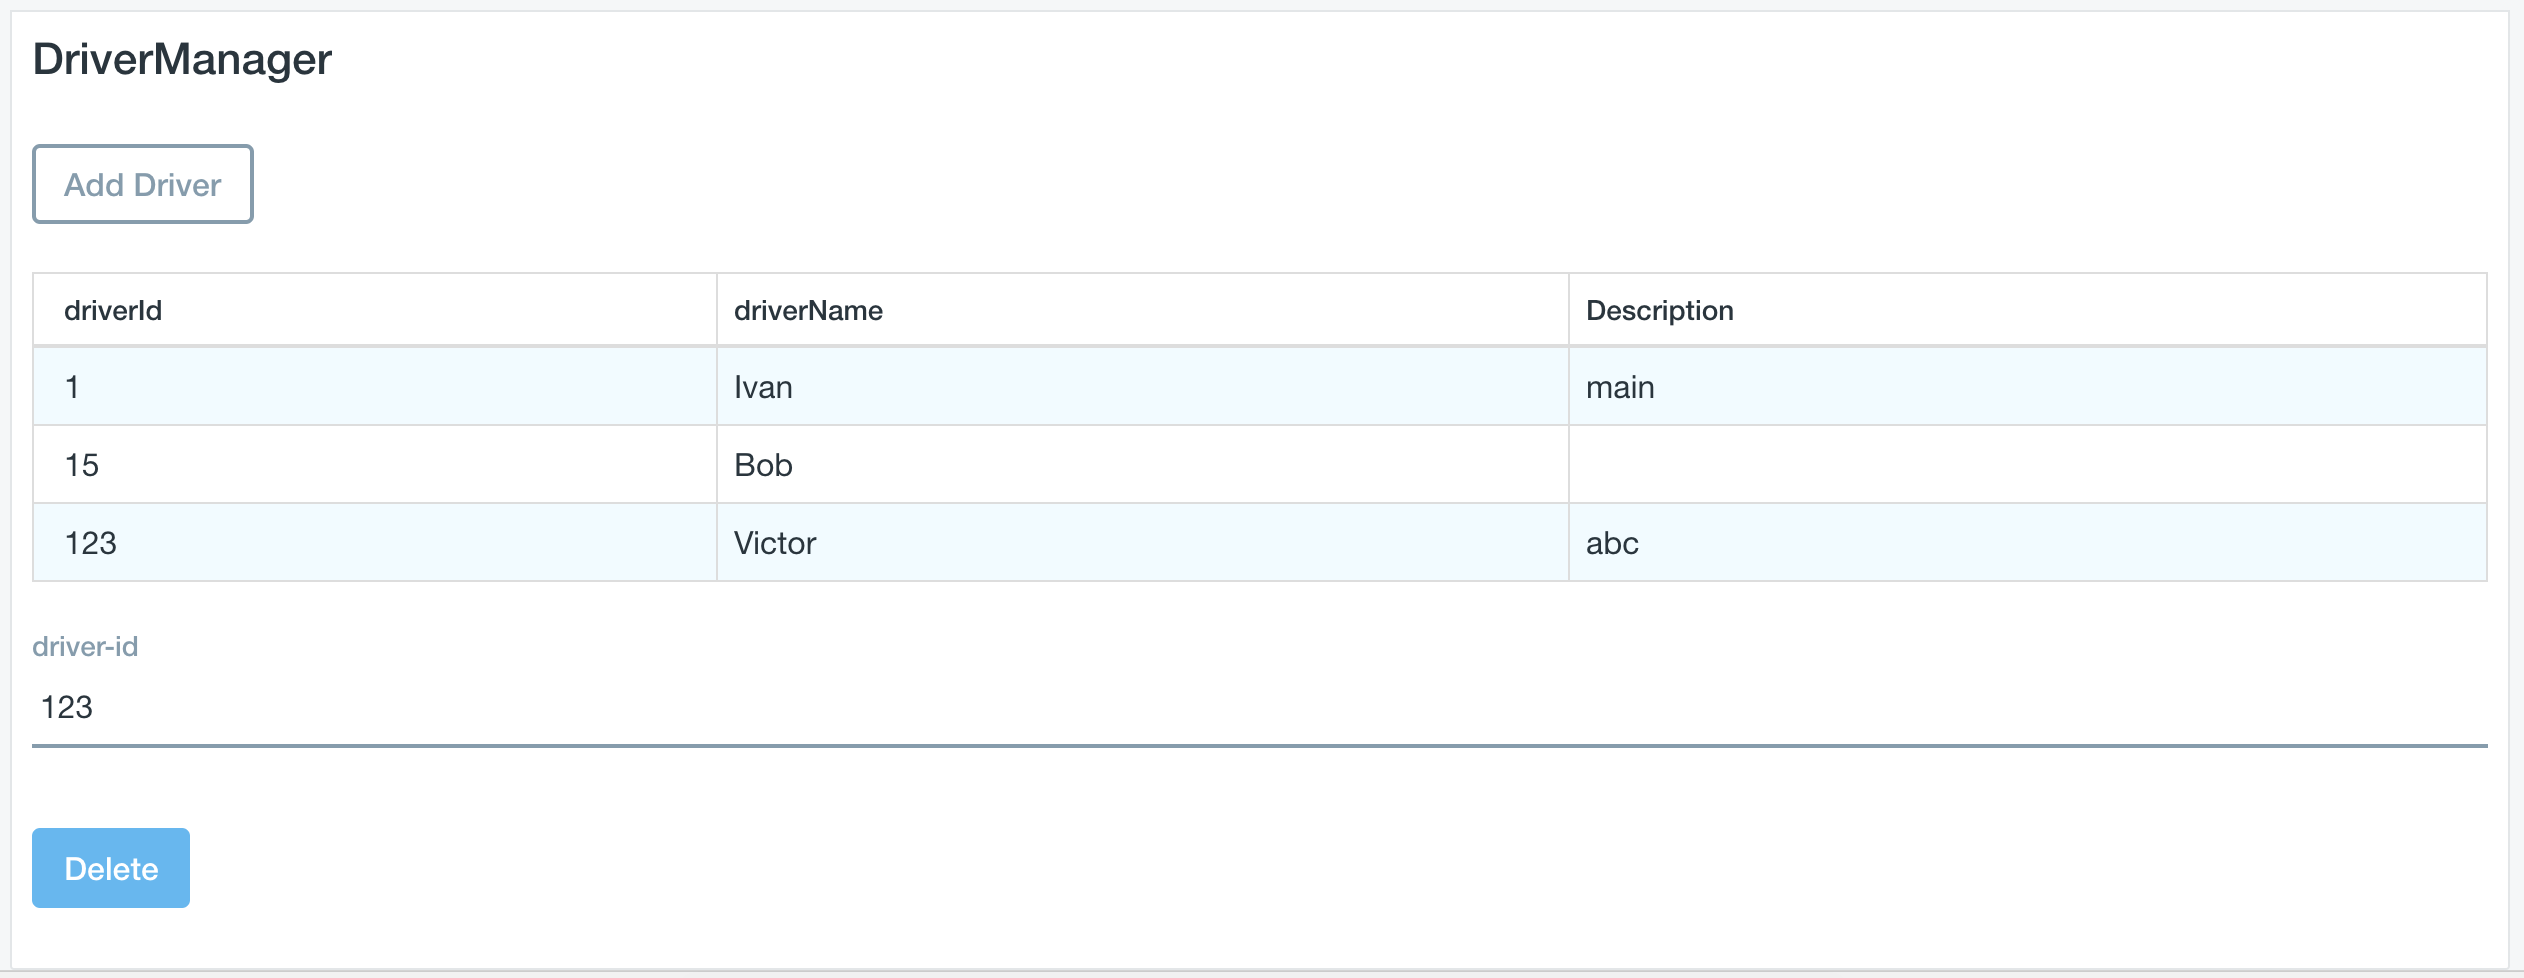 DriverManager
Add Driver
driverId driverName Description
1 Ivan main
15 Bob
123 Victor abc
driver-id
123
Delete